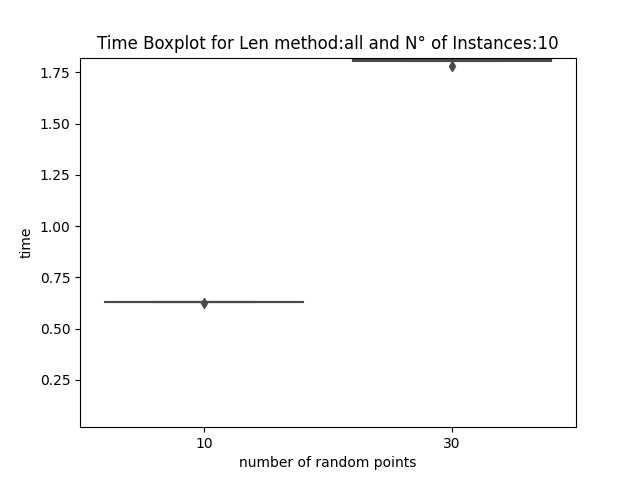 Time Boxplot for Len method:all and N° of Instances:10
1.75
1.50
1.25
1.00
0.75
0.50
0.25
time
10 30
number of random points